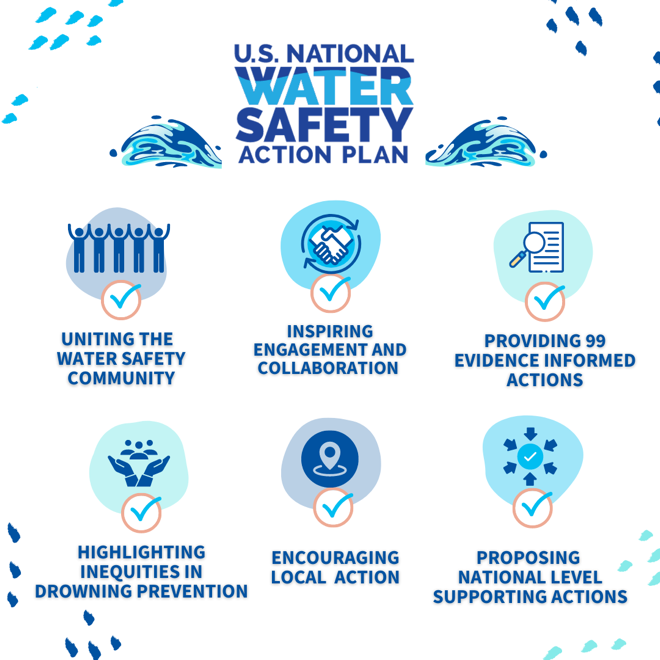 U.S. NATIONAL
WATER
SAFETY
ACTION PLAN
UNITING THE
WATER SAFETY
COMMUNITY
INSPIRING
ENGAGEMENT AND
COLLABORATION
PROVIDING 99
EVIDENCE INFORMED
ACTIONS
HIGHLIGHTING
INEQUITIES IN
DROWNING PREVENTION
ENCOURAGING
LOCAL ACTION
PROPOSING
NATIONAL LEVEL
SUPPORTING ACTIONS